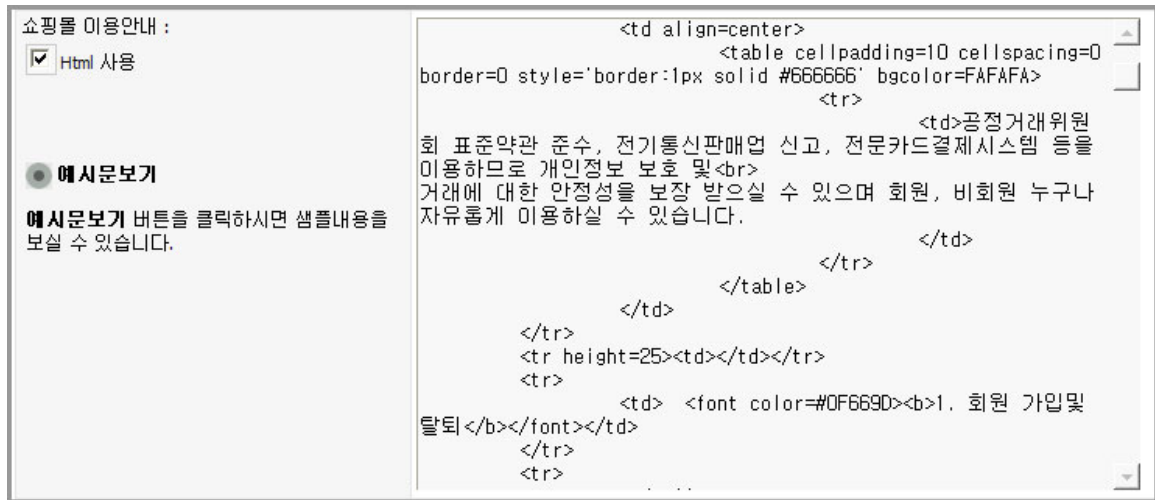 쇼핑몰 이용안내 :
Html 사용
예시문보기
예시문보기 버튼을 클릭하시면 샘플내용을
보실 수 있습니다.
<td align=center>
<table cellpadding=10 cellspacing=0
border=0 style='border:1px solid #666666' bgcolor=FAFAFA>
<tr>
<td>공정거래위원
회 표준약관 준수, 전기통신판매업 신고, 전문카드결제시스템 등을
이용하므로 개인정보 보호 및<br>
거래에 대한 안정성을 보장 받으실 수 있으며 회원, 비회원 누구나
자유롭게 이용하실 수 있습니다.
</td>
</tr>
</table>
</td>
</tr>
<tr height=25><td></td></tr>
<tr>
<td>  <font color=#0F669D><b>1. 회원 가입및
탈퇴</b></font></td>
</tr>
<tr>